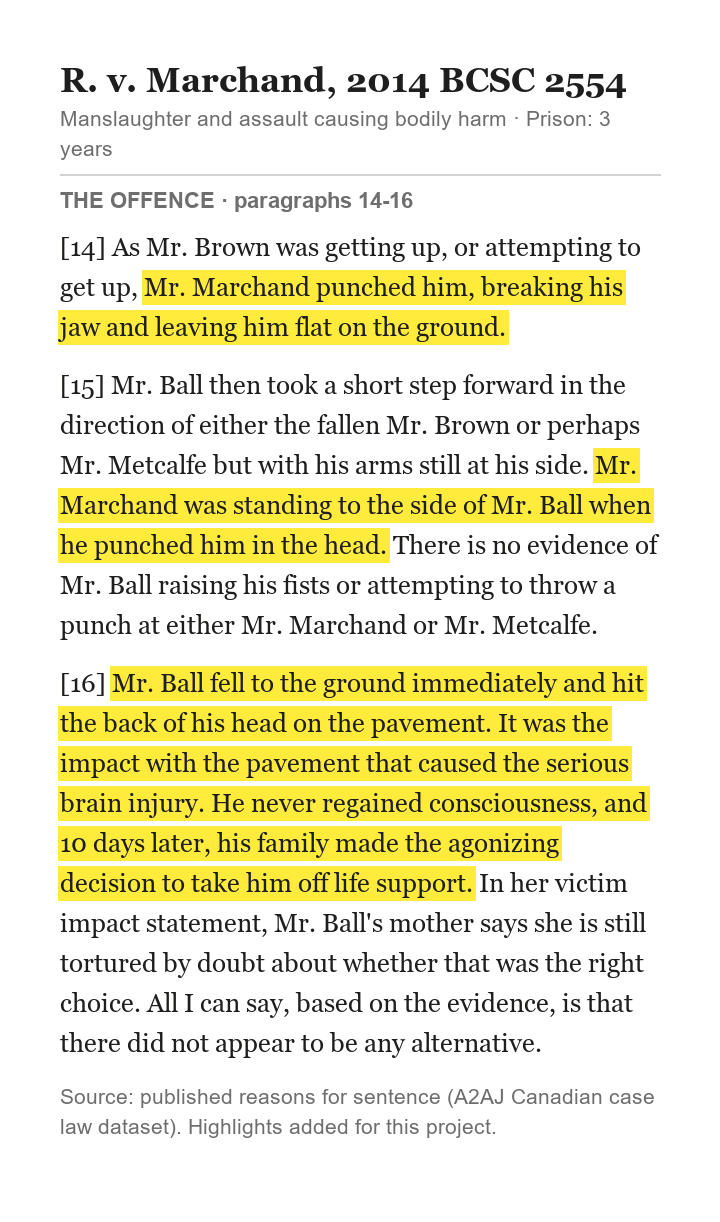 R. v. Marchand, 2014 BCSC 2554
Manslaughter and assault causing bodily harm · Prison: 3
years
THE OFFENCE · paragraphs 14-16
[14] As Mr. Brown was getting up, or attempting to
get up, Mr. Marchand punched him, breaking his
jaw and leaving him flat on the ground.
[15] Mr. Ball then took a short step forward in the
direction of either the fallen Mr. Brown or perhaps
Mr. Metcalfe but with his arms still at his side. Mr.
Marchand was standing to the side of Mr. Ball when
he punched him in the head. There is no evidence of
Mr. Ball raising his fists or attempting to throw a
punch at either Mr. Marchand or Mr. Metcalfe.
[16] Mr. Ball fell to the ground immediately and hit
the back of his head on the pavement. It was the
impact with the pavement that caused the serious
brain injury. He never regained consciousness, and
10 days later, his family made the agonizing
decision to take him off life support. In her victim
impact statement, Mr. Ball's mother says she is still
tortured by doubt about whether that was the right
choice. All I can say, based on the evidence, is that
there did not appear to be any alternative.
Source: published reasons for sentence (A2AJ Canadian case
law dataset). Highlights added for this project.